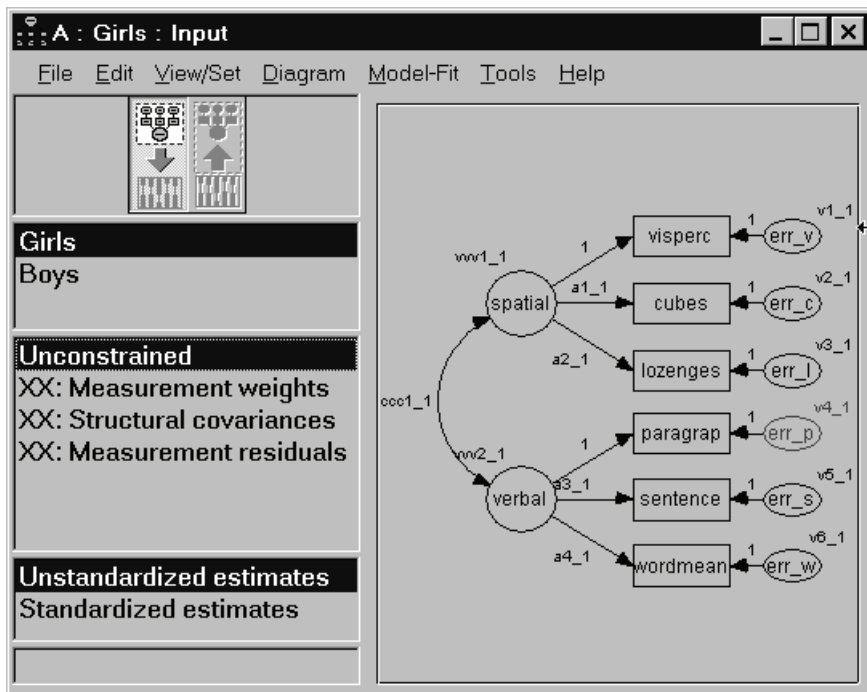 A : Girls : Input
File Edit View/Set Diagram Model-Fit Tools Help
Girls
Boys
Unconstrained
XX: Measurement weights
XX: Structural covariances
XX: Measurement residuals
Unstandardized estimates
Standardized estimates
v1_1
1
visperc
err_v
vvv1_1
1
spatial
a1_1
cubes
1
err_c
v2_1
a2_1
lozenges
1
err_l
v3_1
ccc1_1
v4_1
1
paragrap
err_p
vvv2_1
1
verbal
a3_1
sentence
1
err_s
v5_1
a4_1
wordmean
1
err_w
v6_1